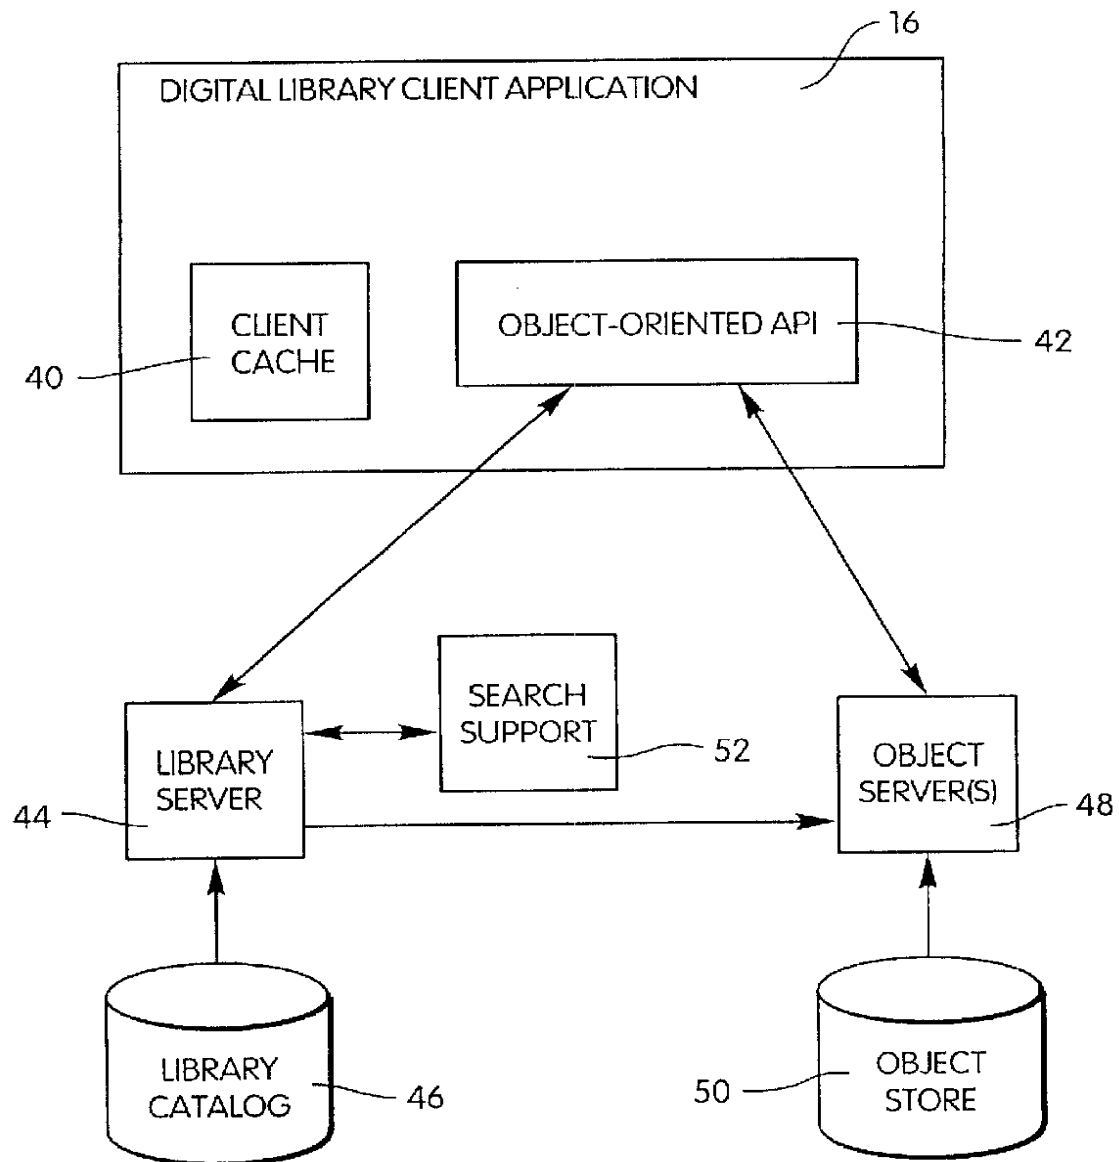 16
DIGITAL LIBRARY CLIENT APPLICATION
CLIENT
CACHE
40
OBJECT-ORIENTED API
42
SEARCH
SUPPORT
52
LIBRARY
SERVER
44
OBJECT
SERVER(S)
48
LIBRARY
CATALOG
46
OBJECT
STORE
50